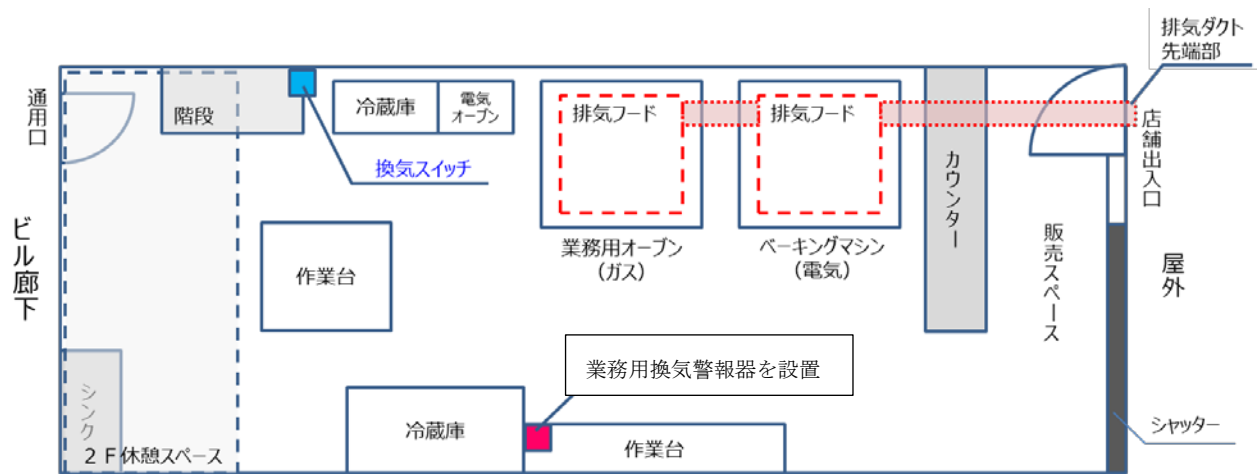 排気ダクト
先端部
通用口
階段
冷蔵庫
電気
オーブン
排気フード
排気フード
店舗出入口
換気スイッチ
カウンター
ビル廊下
作業台
業務用オーブン
（ガス）
ベーキングマシン
（電気）
販売スペース
屋外
業務用換気警報器を設置
シンク
冷蔵庫
作業台
シャッター
２Ｆ休憩スペース